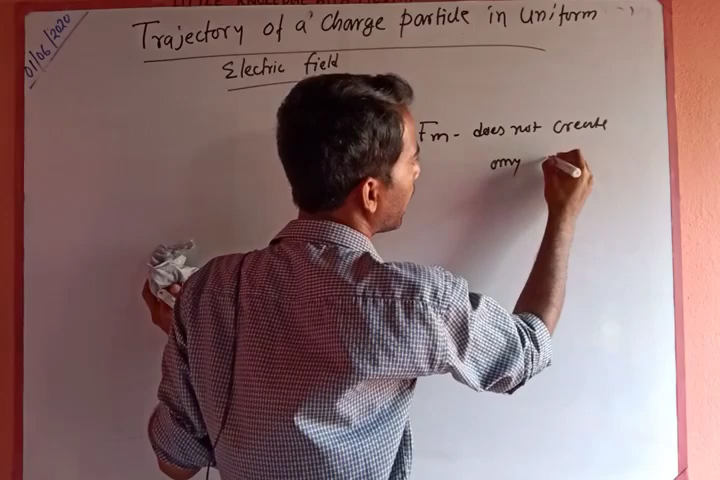 01/06/2020
Trajectory of a charge particle in Uniform
Electric field
Fm - does not create
any